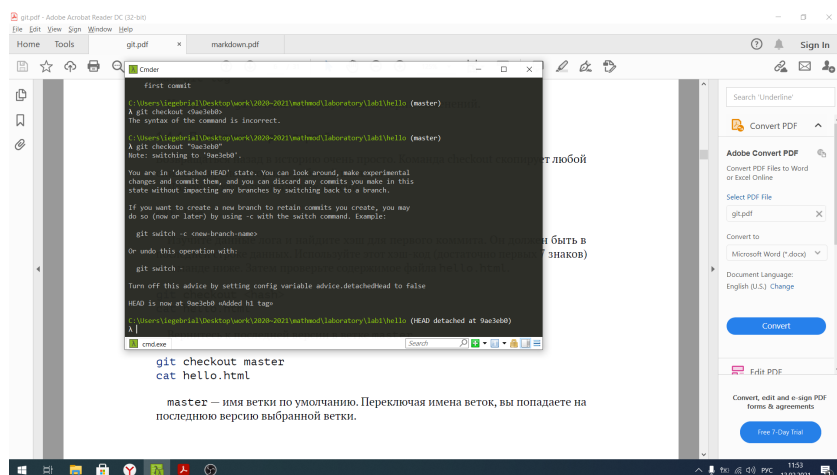 git.pdf - Adobe Acrobat Reader DC (32-bit)
File Edit View Sign Window Help
Home Tools git.pdf × markdown.pdf
Sign In
Cmder
first commit
C:\Users\iegebrial\Desktop\work\2020-2021\mathmod\laboratory\lab1\hello (master)
λ git checkout <9ae3eb0>
The syntax of the command is incorrect.
C:\Users\iegebrial\Desktop\work\2020-2021\mathmod\laboratory\lab1\hello (master)
λ git checkout "9ae3eb0"
Note: switching to '9ae3eb0'.
You are in 'detached HEAD' state. You can look around, make experimental
changes and commit them, and you can discard any commits you make in this
state without impacting any branches by switching back to a branch.
If you want to create a new branch to retain commits you create, you may
do so (now or later) by using -c with the switch command. Example:
git switch -c <new-branch-name>
Or undo this operation with:
git switch -
Turn off this advice by setting config variable advice.detachedHead to false
HEAD is now at 9ae3eb0 «Added h1 tag»
C:\Users\iegebrial\Desktop\work\2020-2021\mathmod\laboratory\lab1\hello (HEAD detached at 9ae3eb0)
λ
cmd.exe
Search
любой
быть в
знаков)
git checkout master
cat hello.html
master — имя ветки по умолчанию. Переключая имена веток, вы попадаете на
последнюю версию выбранной ветки.
Search 'Underline'
Convert PDF
Adobe Convert PDF
Convert PDF Files to Word
or Excel Online
Select PDF File
git.pdf ×
Convert to
Microsoft Word (*.docx)
Document Language:
English (U.S.) Change
Convert
Edit PDF
Convert, edit and e-sign PDF
forms & agreements
Free 7-Day Trial
РУС
11:53